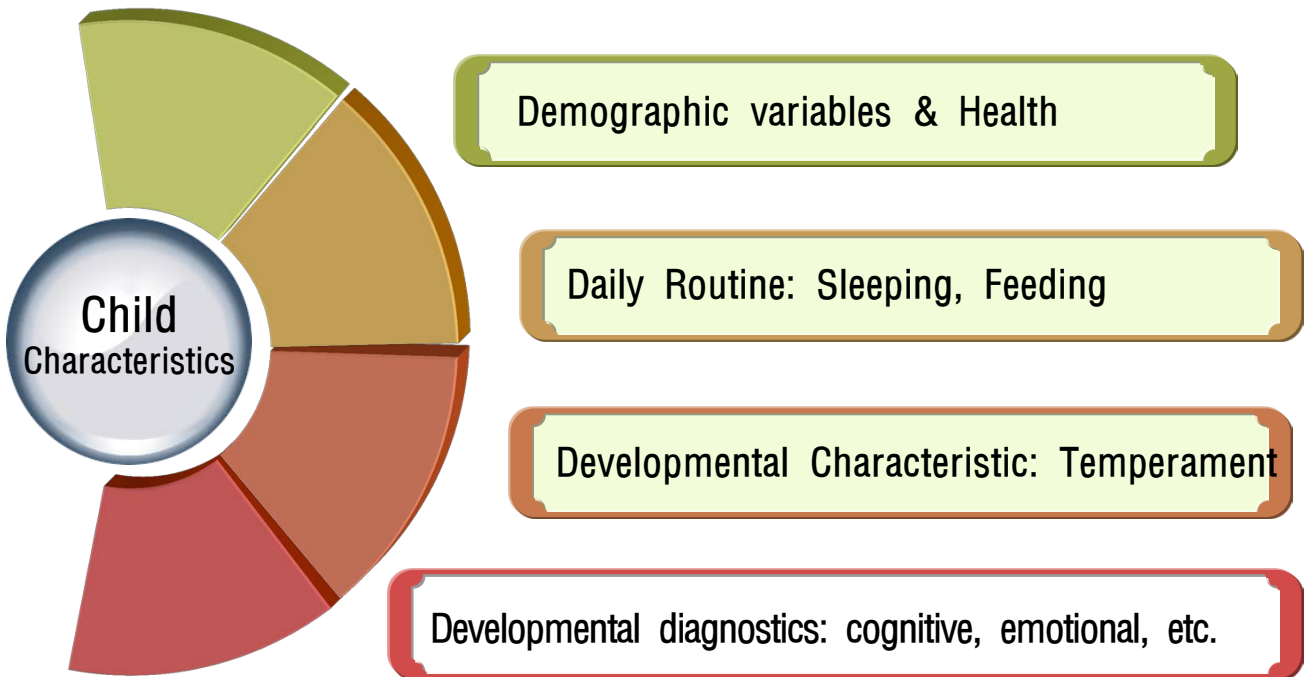 Child
Characteristics
Demographic variables & Health
Daily Routine: Sleeping, Feeding
Developmental Characteristic: Temperament
Developmental diagnostics: cognitive, emotional, etc.